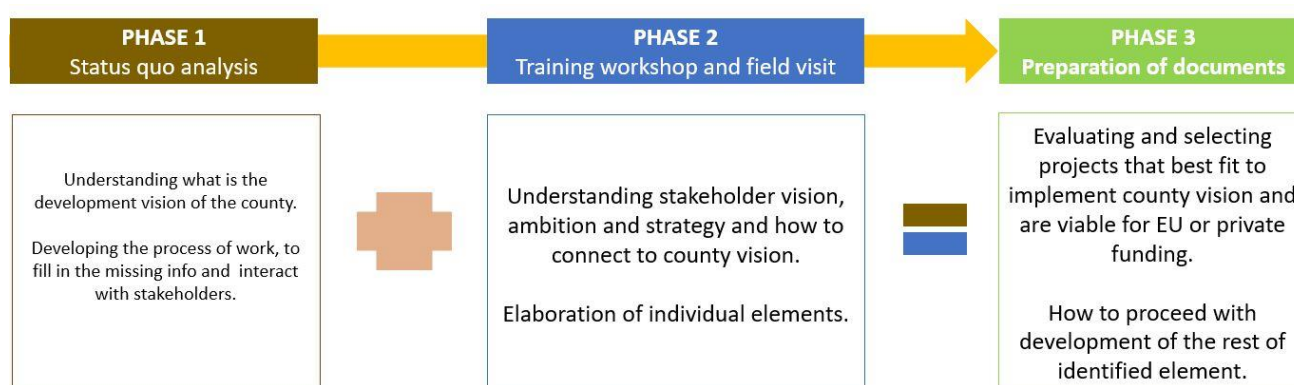 PHASE 1
Status quo analysis
PHASE 2
Training workshop and field visit
PHASE 3
Preparation of documents
Understanding what is the
development vision of the county.
Developing the process of work, to
fill in the missing info and interact
with stakeholders.
Understanding stakeholder vision,
ambition and strategy and how to
connect to county vision.
Elaboration of individual elements.
Evaluating and selecting
projects that best fit to
implement county vision and
are viable for EU or private
funding.
How to proceed with
development of the rest of
identified element.